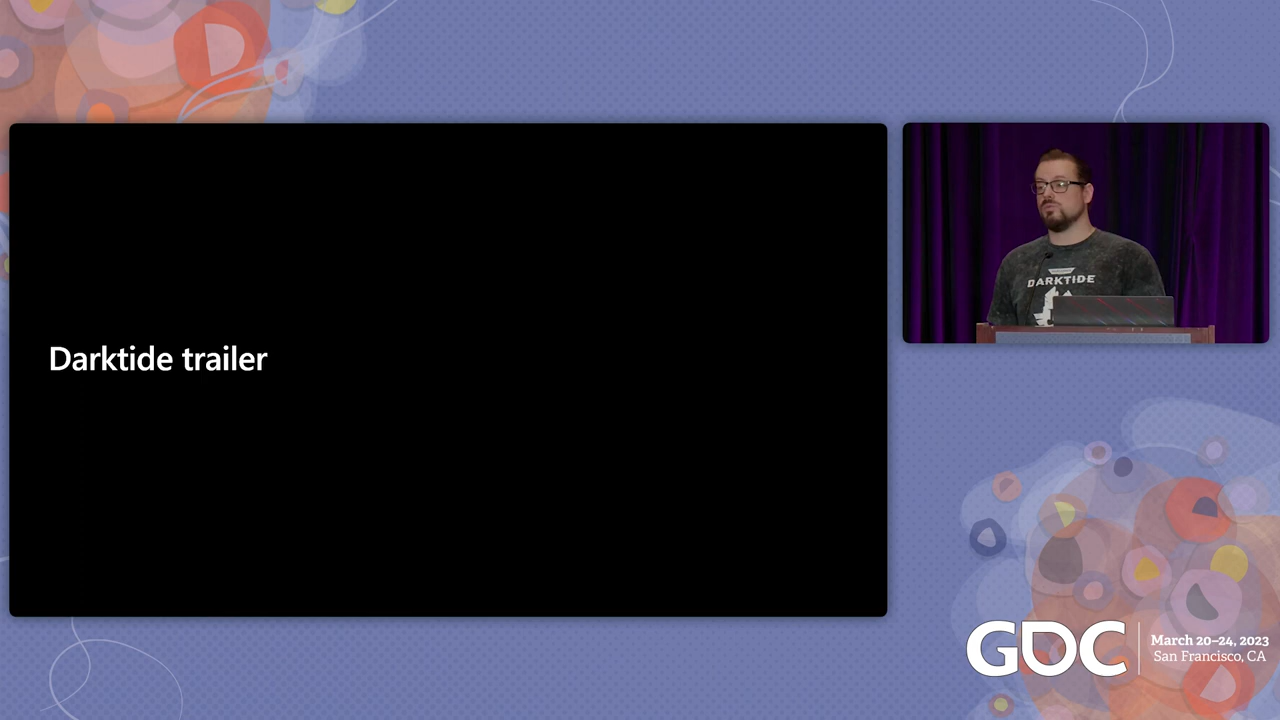 Darktide trailer
DARKTIDE
GDC
March 20–24, 2023
San Francisco, CA